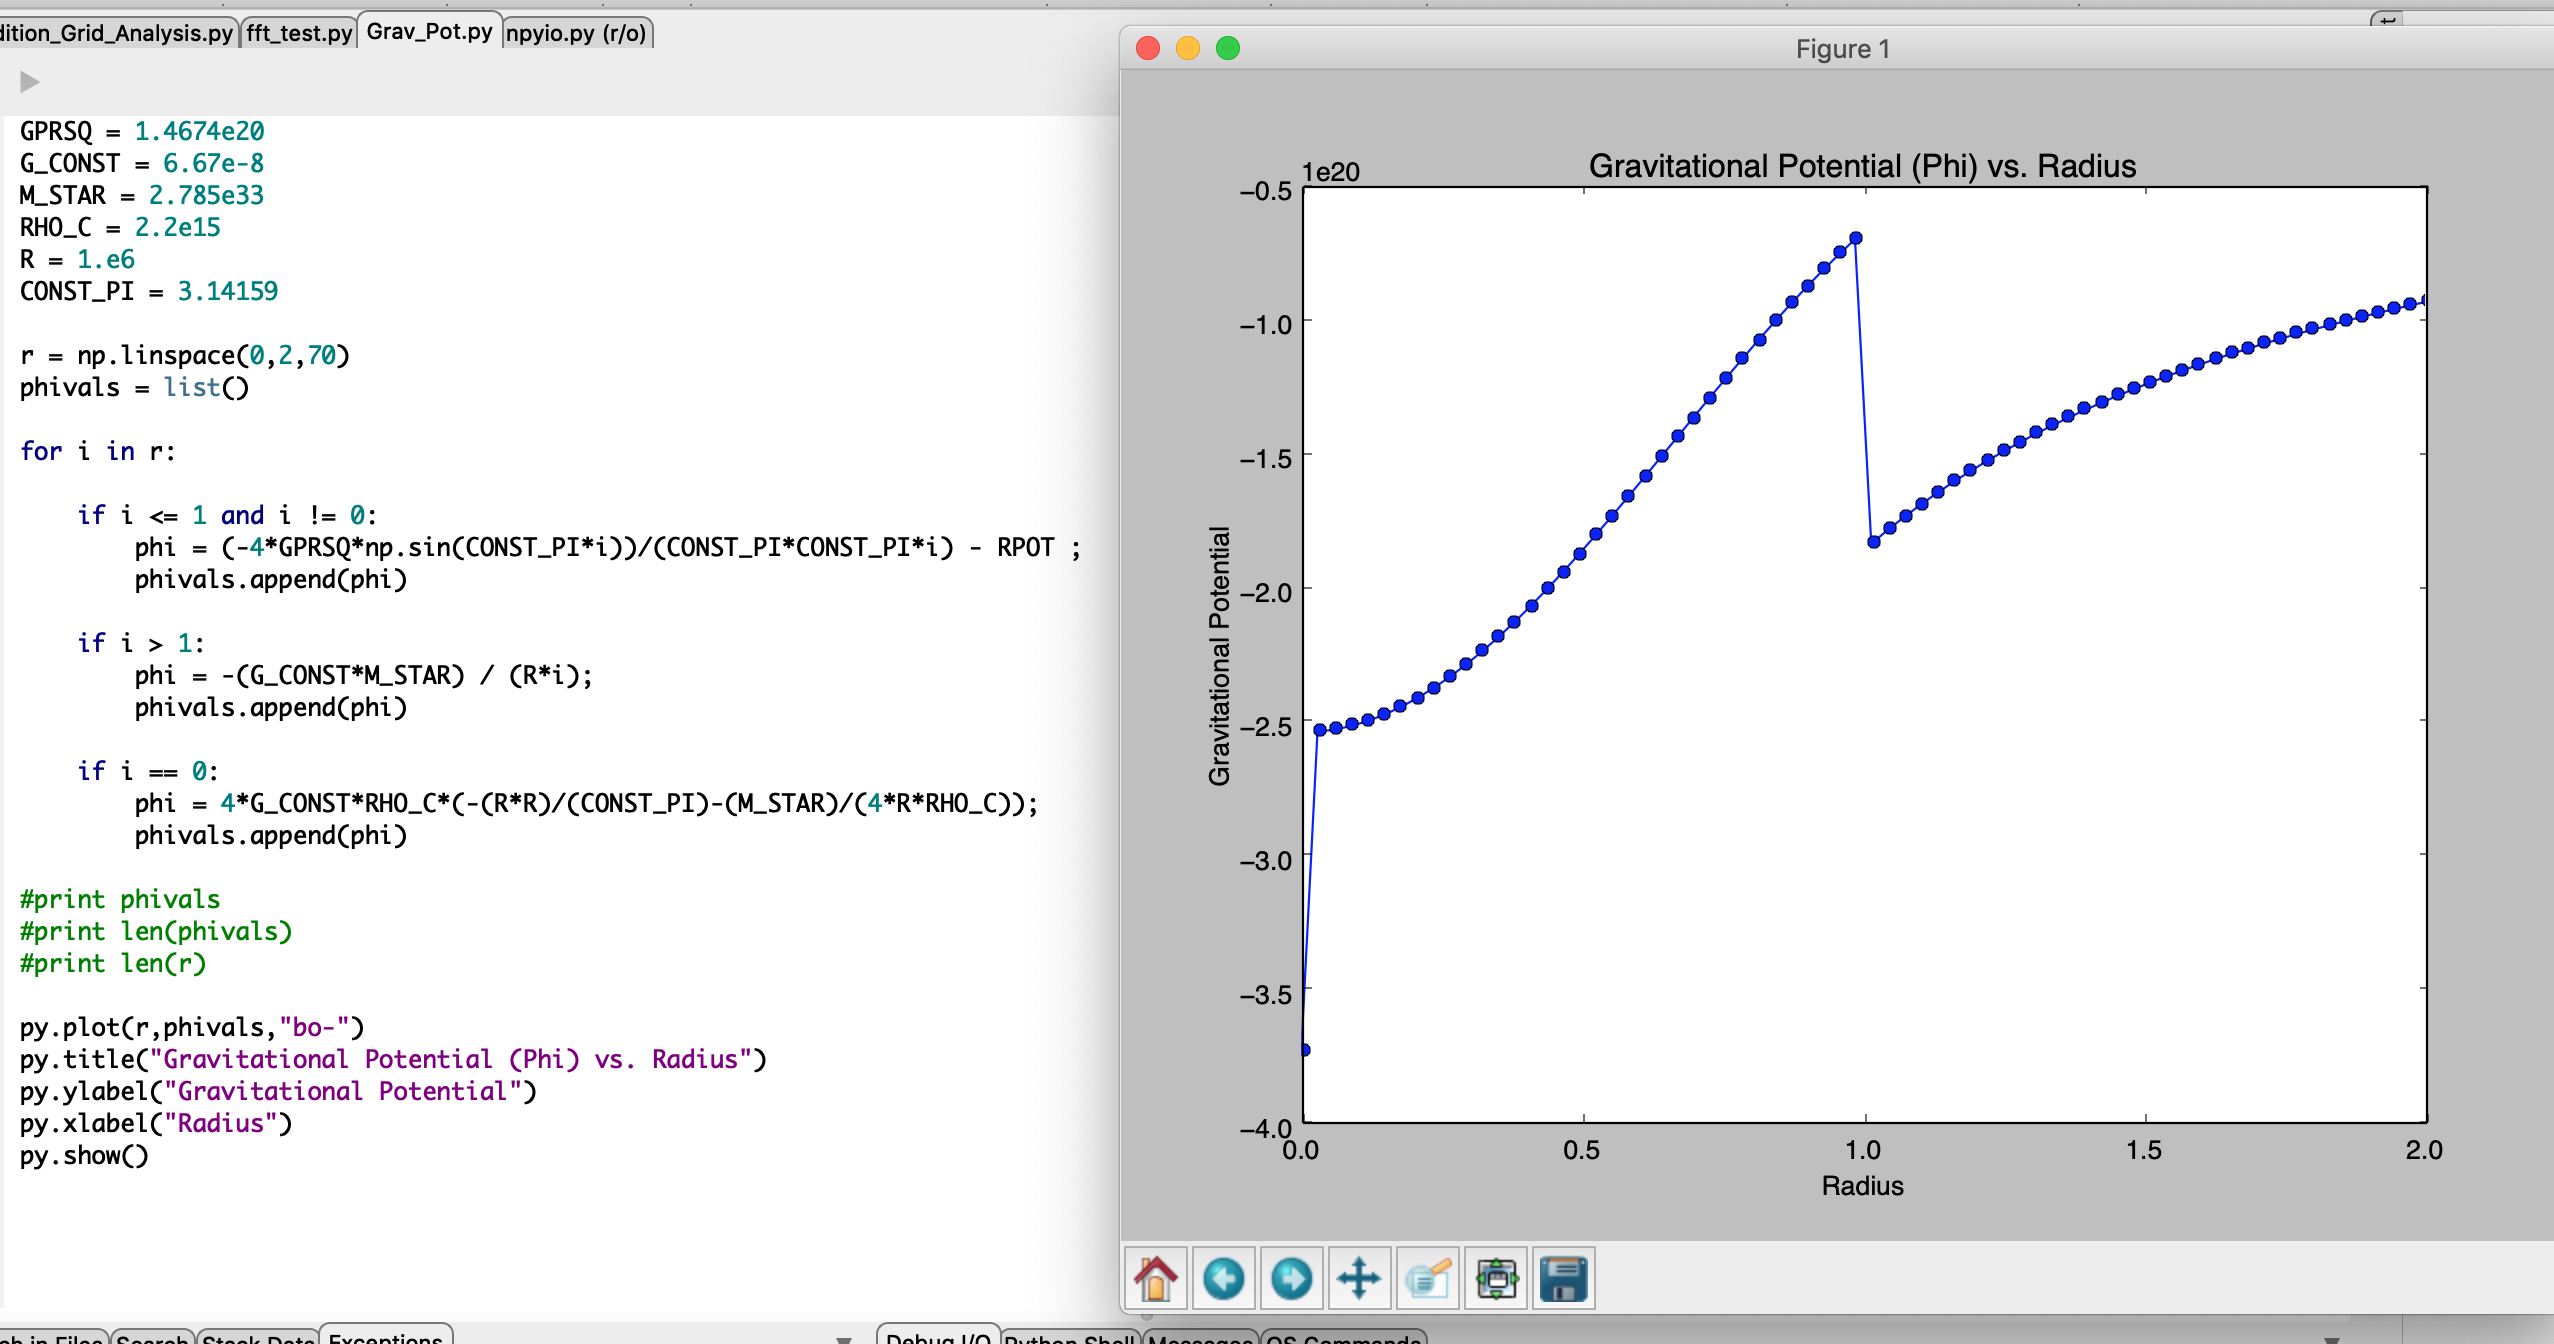 dition_Grid_Analysis.py fft_test.py Grav_Pot.py npyio.py (r/o)
GPRSQ = 1.4674e20
G_CONST = 6.67e-8
M_STAR = 2.785e33
RHO_C = 2.2e15
R = 1.e6
CONST_PI = 3.14159
r = np.linspace(0,2,70)
phivals = list()
for i in r:
if i <= 1 and i != 0:
phi = (-4*GPRSQ*np.sin(CONST_PI*i))/(CONST_PI*CONST_PI*i) - RPOT ;
phivals.append(phi)
if i > 1:
phi = -(G_CONST*M_STAR) / (R*i);
phivals.append(phi)
if i == 0:
phi = 4*G_CONST*RHO_C*(-(R*R)/(CONST_PI)-(M_STAR)/(4*R*RHO_C));
phivals.append(phi)
#print phivals
#print len(phivals)
#print len(r)
py.plot(r,phivals,"bo-")
py.title("Gravitational Potential (Phi) vs. Radius")
py.ylabel("Gravitational Potential")
py.xlabel("Radius")
py.show()
Figure 1
1e20
Gravitational Potential (Phi) vs. Radius
−0.5
−1.0
−1.5
−2.0
−2.5
−3.0
−3.5
−4.0
Gravitational Potential
0.0 0.5 1.0 1.5 2.0
Radius
ch in Files Search Stack Data Exceptions
Debug I/O Python Shell Messages OS Commands